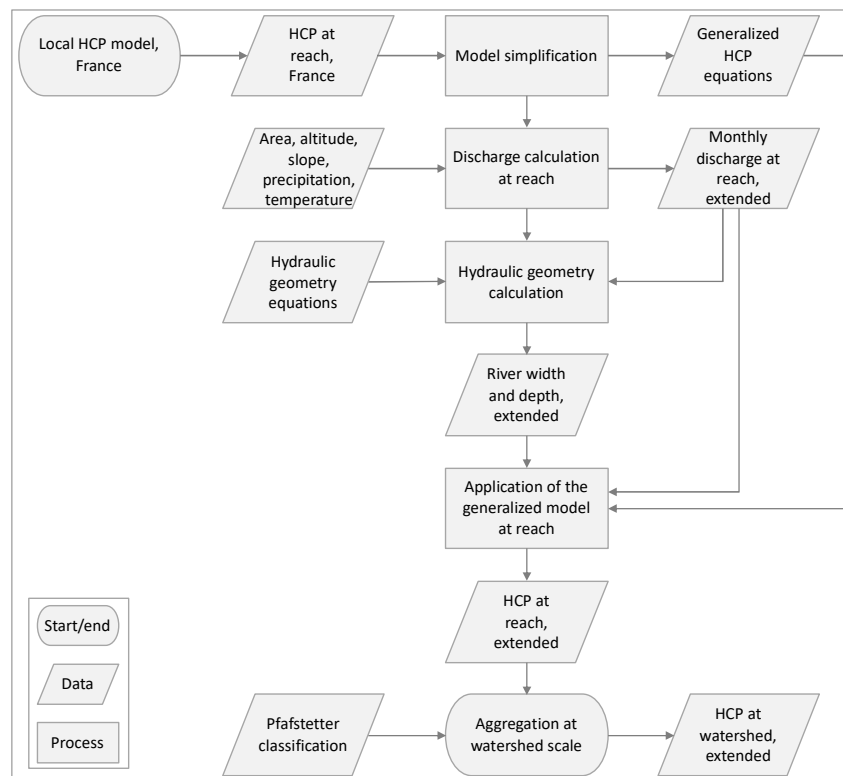 Local HCP model,
France
HCP at
reach,
France
Model simplification
Generalized
HCP
equations
Area, altitude,
slope,
precipitation,
temperature
Discharge calculation
at reach
Monthly
discharge at
reach,
extended
Hydraulic
geometry
equations
Hydraulic geometry
calculation
River width
and depth,
extended
Application of the
generalized model
at reach
HCP at
reach,
extended
Start/end
Data
Process
Pfafstetter
classification
Aggregation at
watershed scale
HCP at
watershed,
extended